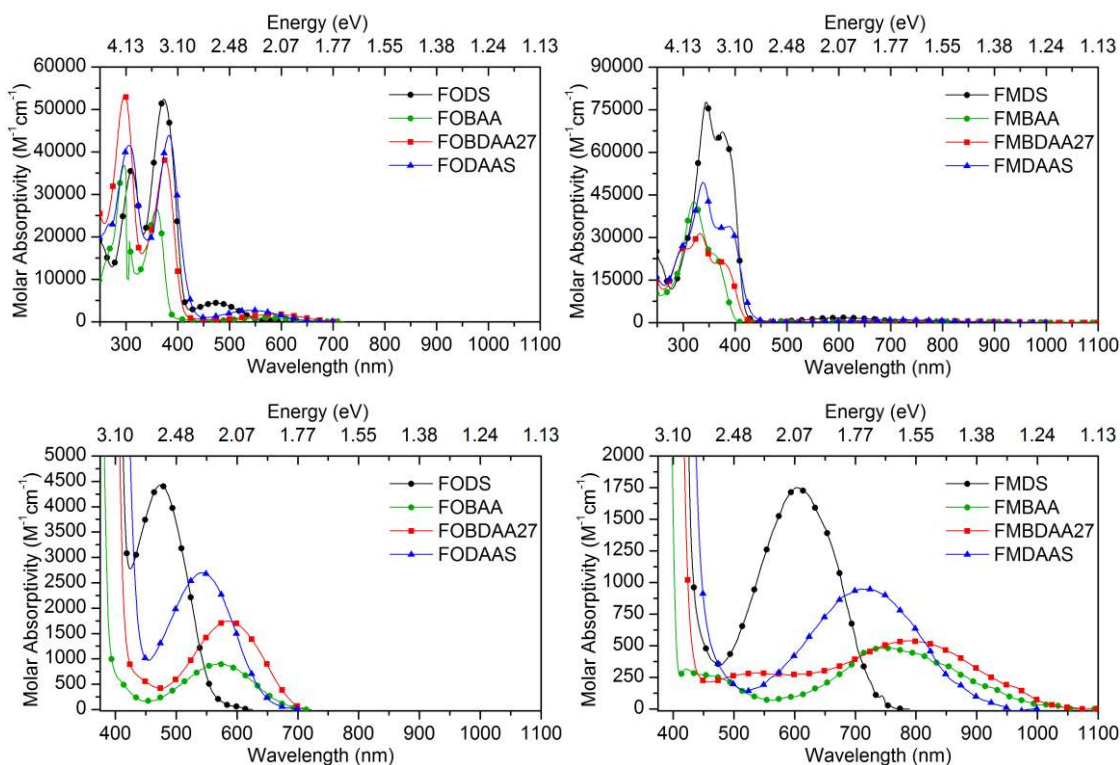 Energy (eV)
4.13 3.10 2.48 2.07 1.77 1.55 1.38 1.24 1.13
60000
50000
40000
30000
20000
10000
0
Molar Absorptivity (M⁻¹cm⁻¹)
FODS
FOBAA
FOBDAA27
FODAAS
300 400 500 600 700 800 900 1000 1100
Wavelength (nm)
Energy (eV)
4.13 3.10 2.48 2.07 1.77 1.55 1.38 1.24 1.13
90000
75000
60000
45000
30000
15000
0
Molar Absorptivity (M⁻¹cm⁻¹)
FMDS
FMBAA
FMBDAA27
FMDAAS
300 400 500 600 700 800 900 1000 1100
Wavelength (nm)
Energy (eV)
3.10 2.48 2.07 1.77 1.55 1.38 1.24 1.13
5000
4500
4000
3500
3000
2500
2000
1500
1000
500
0
Molar Absorptivity (M⁻¹cm⁻¹)
FODS
FOBAA
FOBDAA27
FODAAS
400 500 600 700 800 900 1000 1100
Wavelength (nm)
Energy (eV)
3.10 2.48 2.07 1.77 1.55 1.38 1.24 1.13
2000
1750
1500
1250
1000
750
500
250
0
Molar Absorptivity (M⁻¹cm⁻¹)
FMDS
FMBAA
FMBDAA27
FMDAAS
400 500 600 700 800 900 1000 1100
Wavelength (nm)